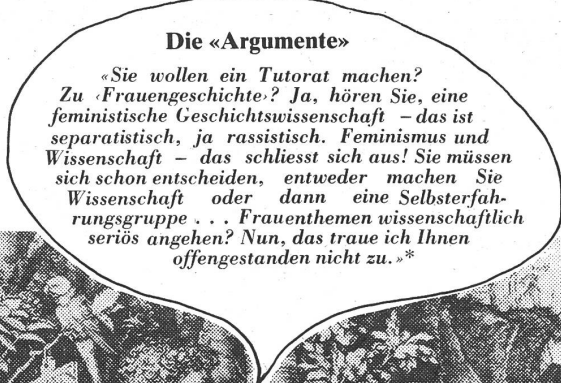 Die «Argumente»
«Sie wollen ein Tutorat machen?
Zu ‹Frauengeschichte›? Ja, hören Sie, eine
feministische Geschichtswissenschaft – das ist
separatistisch, ja rassistisch. Feminismus und
Wissenschaft – das schliesst sich aus! Sie müssen
sich schon entscheiden, entweder machen Sie
Wissenschaft oder dann eine Selbsterfah-
rungsgruppe . . . Frauenthemen wissenschaftlich
seriös angehen? Nun, das traue ich Ihnen
offengestanden nicht zu.»*